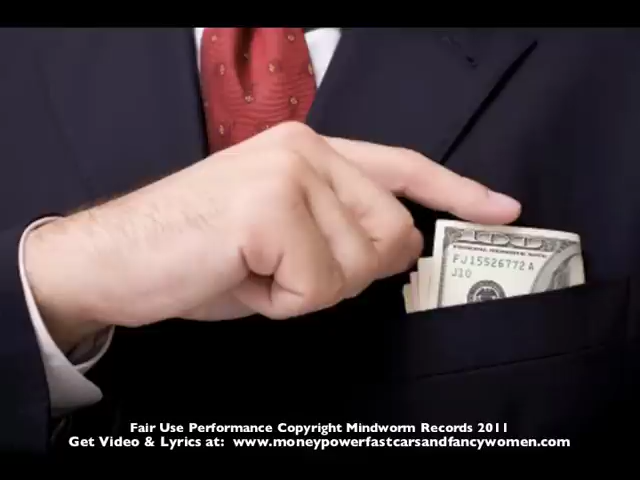 FJ15526772A
J10
Fair Use Performance Copyright Mindworm Records 2011
Get Video & Lyrics at: www.moneypowerfastcarsandfancywomen.com